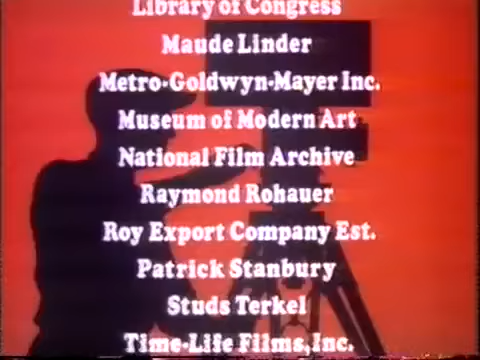 Library of Congress
Maude Linder
Metro-Goldwyn-Mayer Inc.
Museum of Modern Art
National Film Archive
Raymond Rohauer
Roy Export Company Est.
Patrick Stanbury
Studs Terkel
Time-Life Films, Inc.